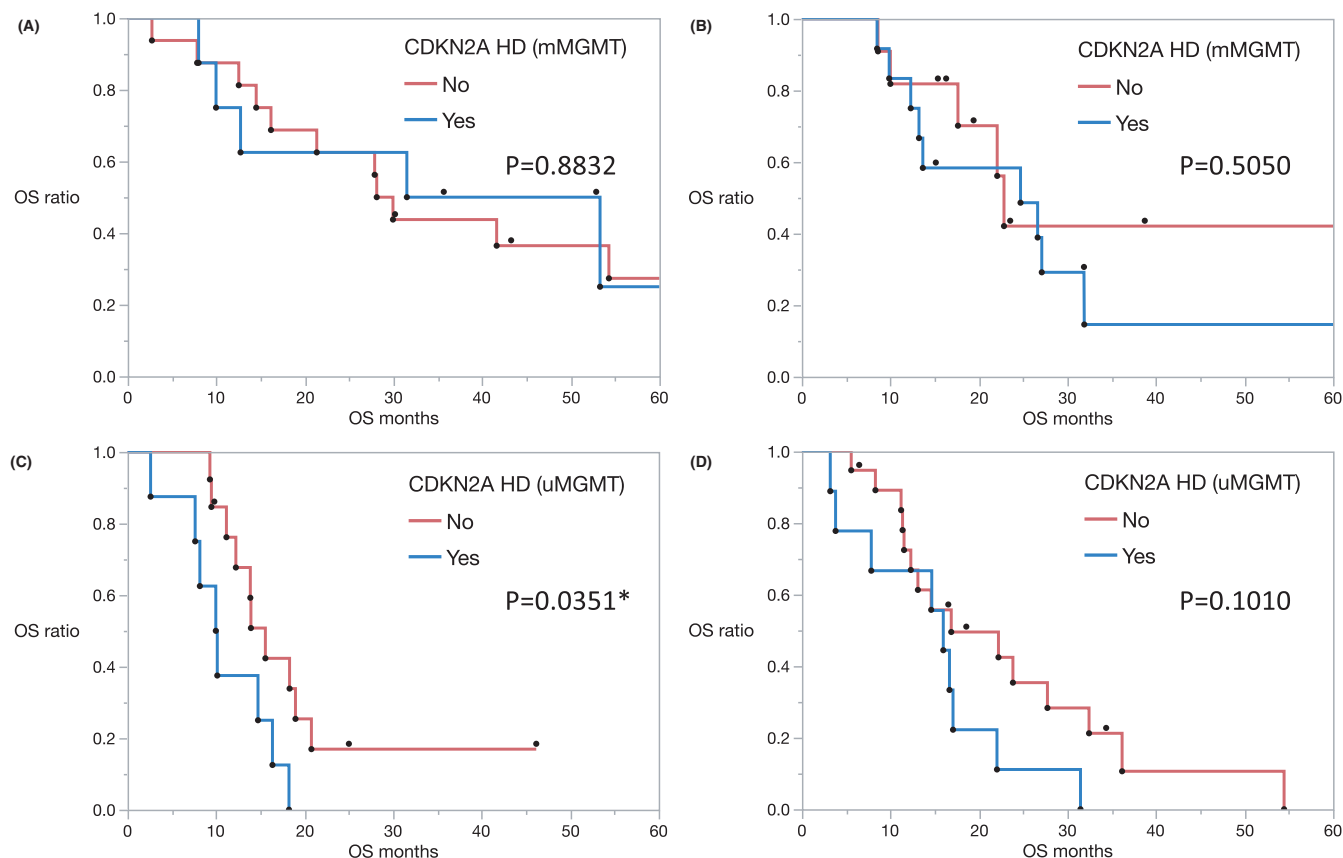 (A)
CDKN2A HD (mMGMT)
No
Yes
P=0.8832
OS ratio
1.0
0.8
0.6
0.4
0.2
0.0
0 10 20 30 40 50 60
OS months
(B)
CDKN2A HD (mMGMT)
No
Yes
P=0.5050
OS ratio
1.0
0.8
0.6
0.4
0.2
0.0
0 10 20 30 40 50 60
OS months
(C)
CDKN2A HD (uMGMT)
No
Yes
P=0.0351*
OS ratio
1.0
0.8
0.6
0.4
0.2
0.0
0 10 20 30 40 50 60
OS months
(D)
CDKN2A HD (uMGMT)
No
Yes
P=0.1010
OS ratio
1.0
0.8
0.6
0.4
0.2
0.0
0 10 20 30 40 50 60
OS months